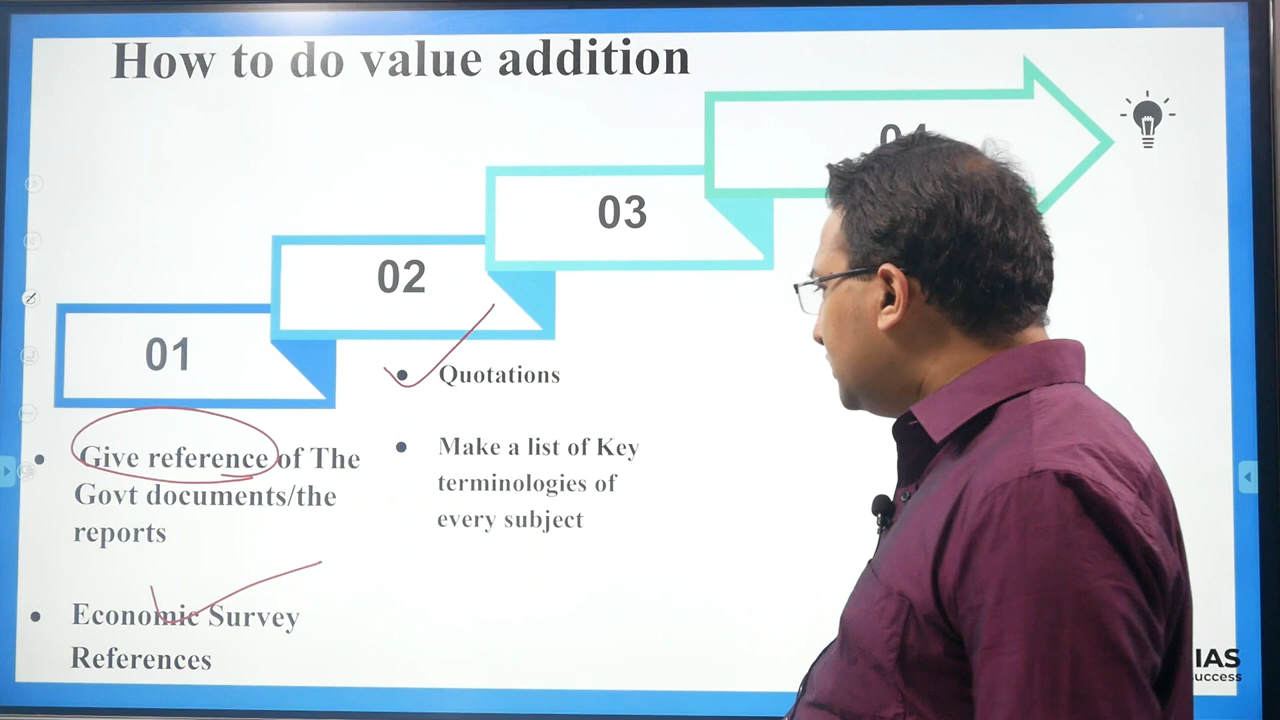 How to do value addition
01
02
03
04
Give reference of The
Govt documents/the
reports
Economic Survey
References
Quotations
Make a list of Key
terminologies of
every subject
IAS